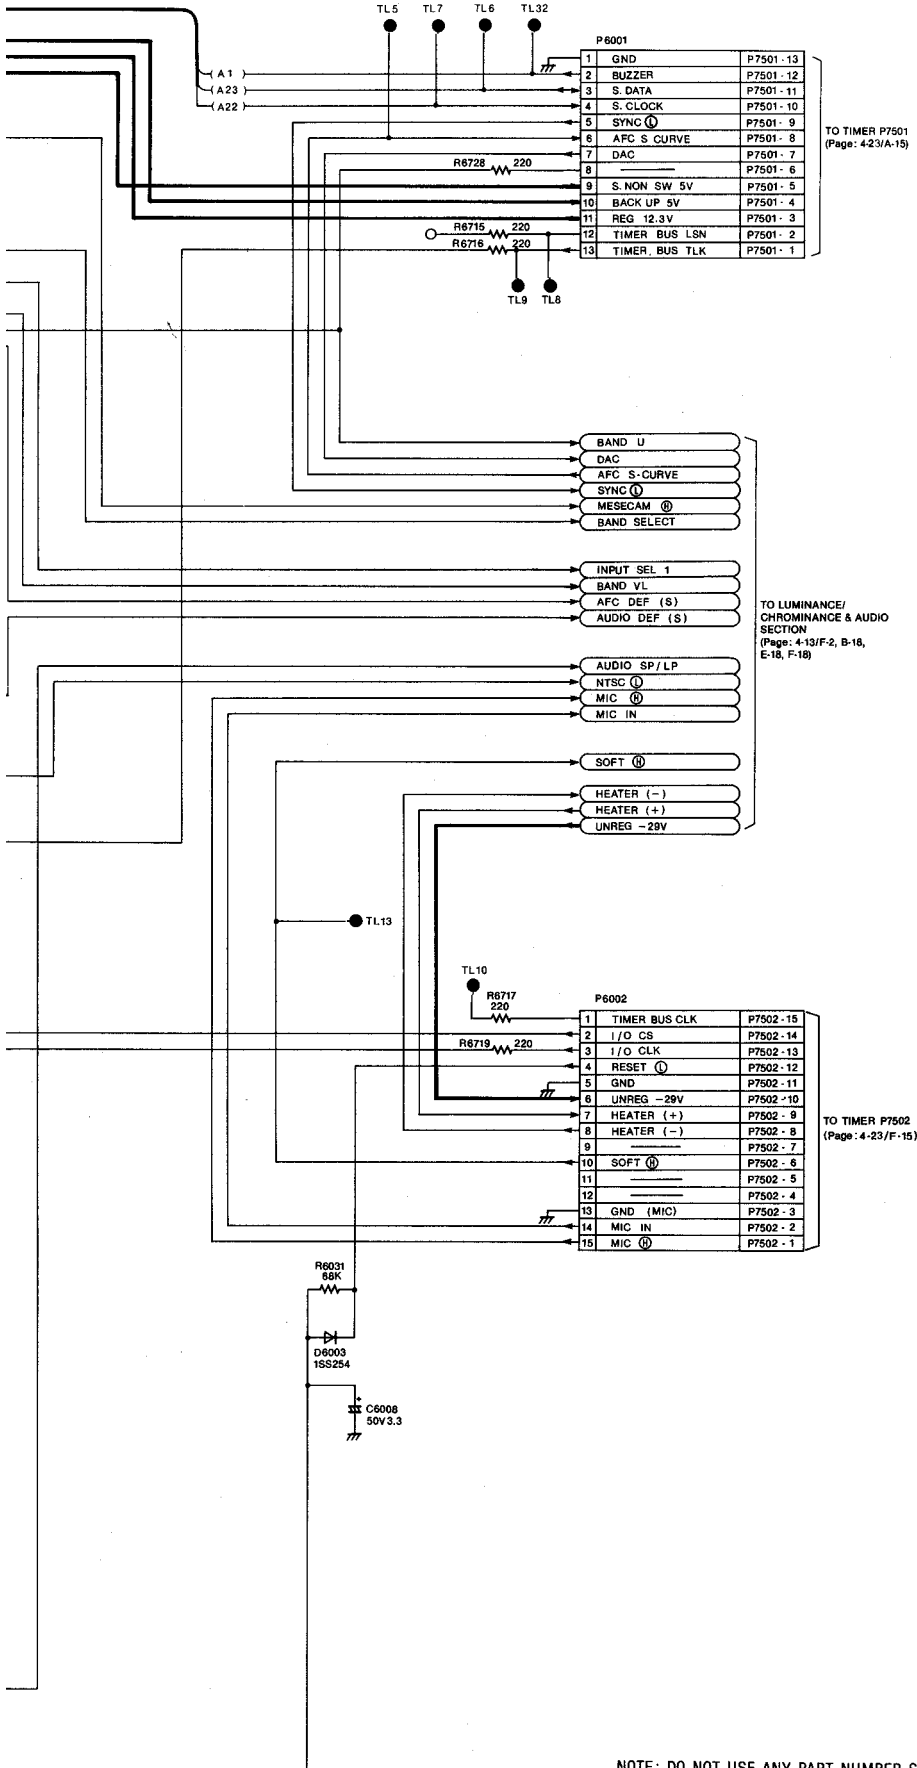 TL5 TL7 TL6 TL32
P6001
1 GND P7501-13
(A1) 2 BUZZER P7501-12
(A23) 3 S. DATA P7501-11
(A22) 4 S. CLOCK P7501-10
5 SYNC Ⓛ P7501-9
6 AFC S CURVE P7501-8
7 DAC P7501-7
R6728 220 8 P7501-6
9 S. NON SW 5V P7501-5
10 BACK UP 5V P7501-4
11 REG 12.3V P7501-3
R6715 220 12 TIMER BUS LSN P7501-2
R6716 220 13 TIMER. BUS TLK P7501-1
TO TIMER P7501
(Page: 4-23/A-15)
TL9 TL8
BAND U
DAC
AFC S-CURVE
SYNC Ⓛ
MESECAM Ⓗ
BAND SELECT
INPUT SEL 1
BAND VL
AFC DEF (S)
AUDIO DEF (S)
TO LUMINANCE/
CHROMINANCE & AUDIO
SECTION
(Page: 4-13/F-2, B-18,
E-18, F-18)
AUDIO SP/LP
NTSC Ⓛ
MIC Ⓗ
MIC IN
SOFT Ⓗ
HEATER (-)
HEATER (+)
UNREG -29V
TL13
TL10
P6002
R6717
220
1 TIMER BUS CLK P7502-15
2 I/O CS P7502-14
R6719 220 3 I/O CLK P7502-13
4 RESET Ⓛ P7502-12
5 GND P7502-11
6 UNREG -29V P7502-10
7 HEATER (+) P7502-9
8 HEATER (-) P7502-8
9 P7502-7
10 SOFT Ⓗ P7502-6
11 P7502-5
12 P7502-4
13 GND (MIC) P7502-3
14 MIC IN P7502-2
15 MIC Ⓗ P7502-1
TO TIMER P7502
(Page: 4-23/F-15)
R6031
68K
D6003
1SS254
+
C6008
50V3.3
NOTE: DO NOT USE ANY PART NUMBER